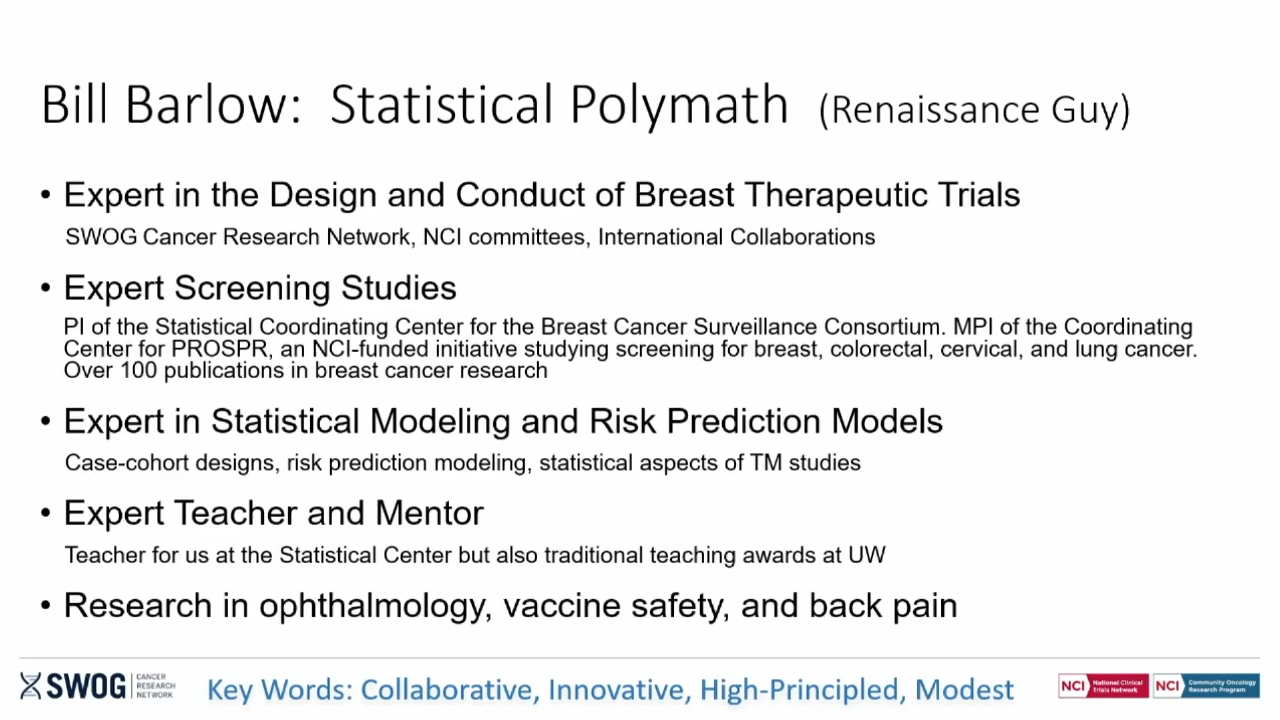 Bill Barlow: Statistical Polymath (Renaissance Guy)
• Expert in the Design and Conduct of Breast Therapeutic Trials
SWOG Cancer Research Network, NCI committees, International Collaborations
• Expert Screening Studies
PI of the Statistical Coordinating Center for the Breast Cancer Surveillance Consortium. MPI of the Coordinating
Center for PROSPR, an NCI-funded initiative studying screening for breast, colorectal, cervical, and lung cancer.
Over 100 publications in breast cancer research
• Expert in Statistical Modeling and Risk Prediction Models
Case-cohort designs, risk prediction modeling, statistical aspects of TM studies
• Expert Teacher and Mentor
Teacher for us at the Statistical Center but also traditional teaching awards at UW
• Research in ophthalmology, vaccine safety, and back pain
SWOG
CANCER
RESEARCH
NETWORK
Key Words: Collaborative, Innovative, High-Principled, Modest
NCI
National Clinical
Trials Network
NCI
Community Oncology
Research Program